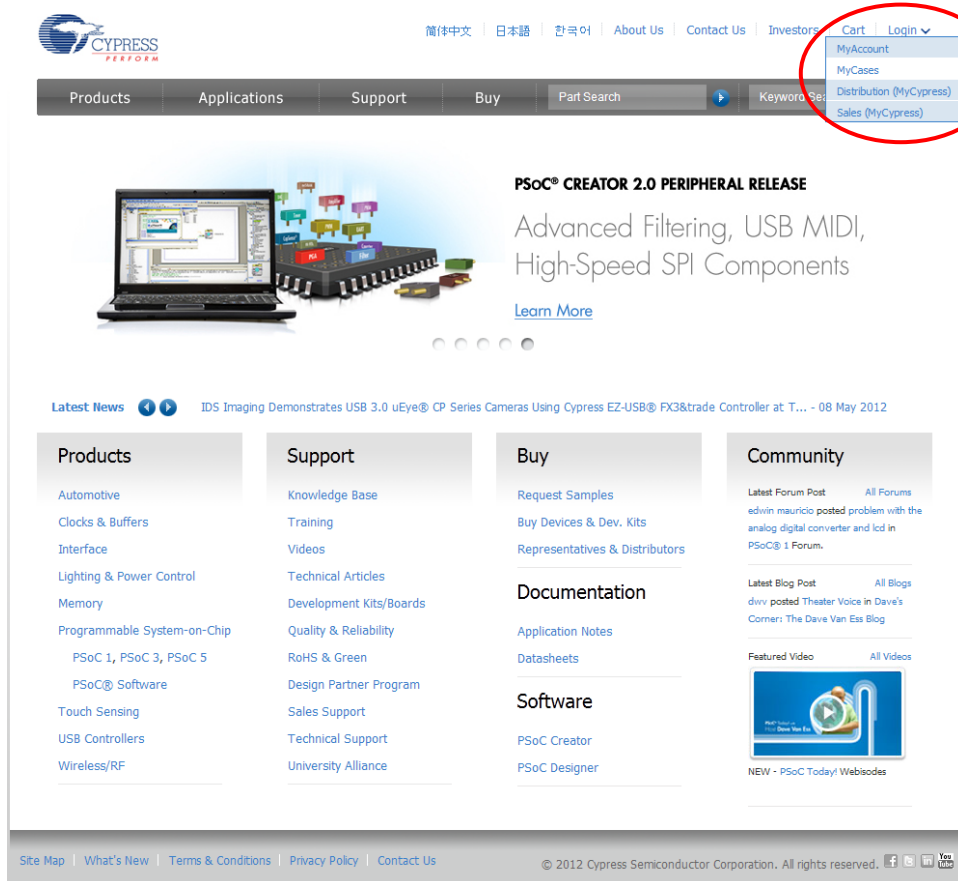 CYPRESS
PERFORM
简体中文 日本語 한국어 About Us Contact Us Investors Cart Login
MyAccount
MyCases
Distribution (MyCypress)
Sales (MyCypress)
Products Applications Support Buy Part Search Keyword Sea
PSoC® CREATOR 2.0 PERIPHERAL RELEASE
Advanced Filtering, USB MIDI,
High-Speed SPI Components
Learn More
Latest News IDS Imaging Demonstrates USB 3.0 uEye® CP Series Cameras Using Cypress EZ-USB® FX3&trade Controller at T... - 08 May 2012
Products
Automotive
Clocks & Buffers
Interface
Lighting & Power Control
Memory
Programmable System-on-Chip
PSoC 1, PSoC 3, PSoC 5
PSoC® Software
Touch Sensing
USB Controllers
Wireless/RF
Support
Knowledge Base
Training
Videos
Technical Articles
Development Kits/Boards
Quality & Reliability
RoHS & Green
Design Partner Program
Sales Support
Technical Support
University Alliance
Buy
Request Samples
Buy Devices & Dev. Kits
Representatives & Distributors
Documentation
Application Notes
Datasheets
Software
PSoC Creator
PSoC Designer
Community
Latest Forum Post All Forums
edwin mauricio posted problem with the
analog digital converter and lcd in
PSoC® 1 Forum.
Latest Blog Post All Blogs
dwv posted Theater Voice in Dave's
Corner: The Dave Van Ess Blog
Featured Video All Videos
NEW - PSoC Today! Webisodes
Site Map What's New Terms & Conditions Privacy Policy Contact Us
© 2012 Cypress Semiconductor Corporation. All rights reserved. You Tube